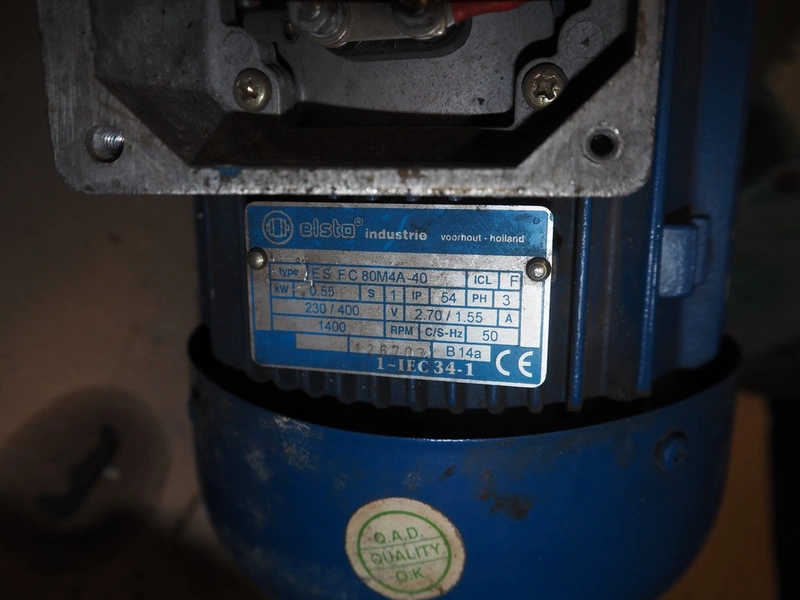 elsto® industrie voorhout - holland
type ES FC 80M4A-40 ICL F
kW 0.55 S 1 IP 54 PH 3
230 / 400 V 2.70 / 1.55 A
1400 RPM C/S-Hz 50
126703 B14a
1~IEC 34-1 CE
Q.A.D.
QUALITY
O.K.